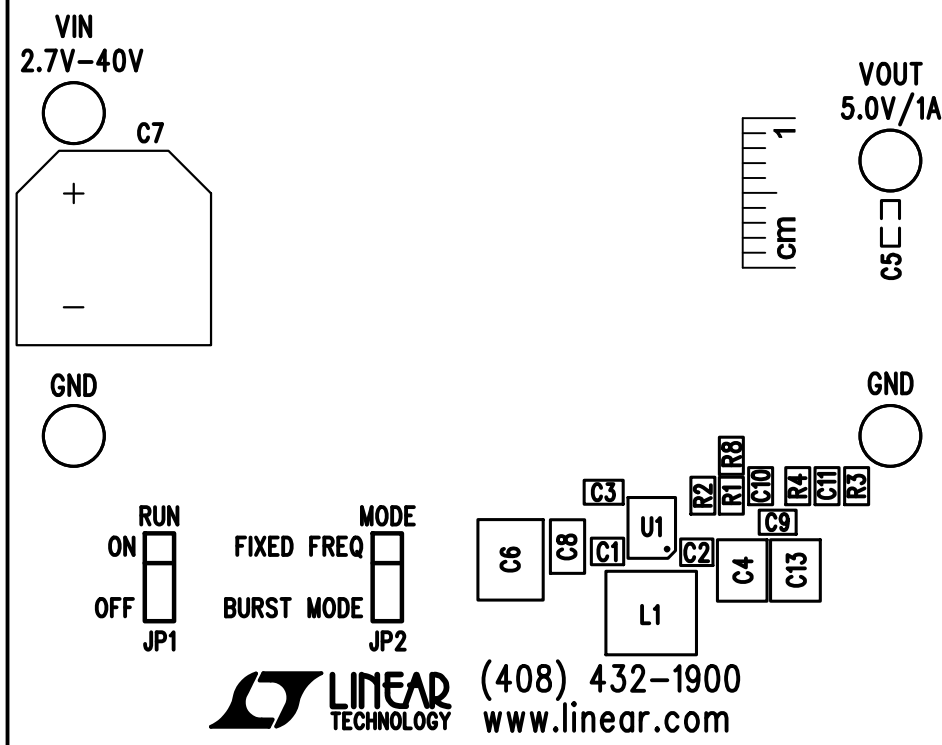 VIN
2.7V-40V
C7
+
-
GND
VOUT
5.0V/1A
1
cm
C5
GND
R8
R2
R1
C10
R4
C11
R3
C3
U1
C9
C6
C8
C1
C2
C4
C13
L1
RUN
ON
OFF
JP1
MODE
FIXED FREQ
BURST MODE
JP2
LINEAR
TECHNOLOGY
(408) 432-1900
www.linear.com